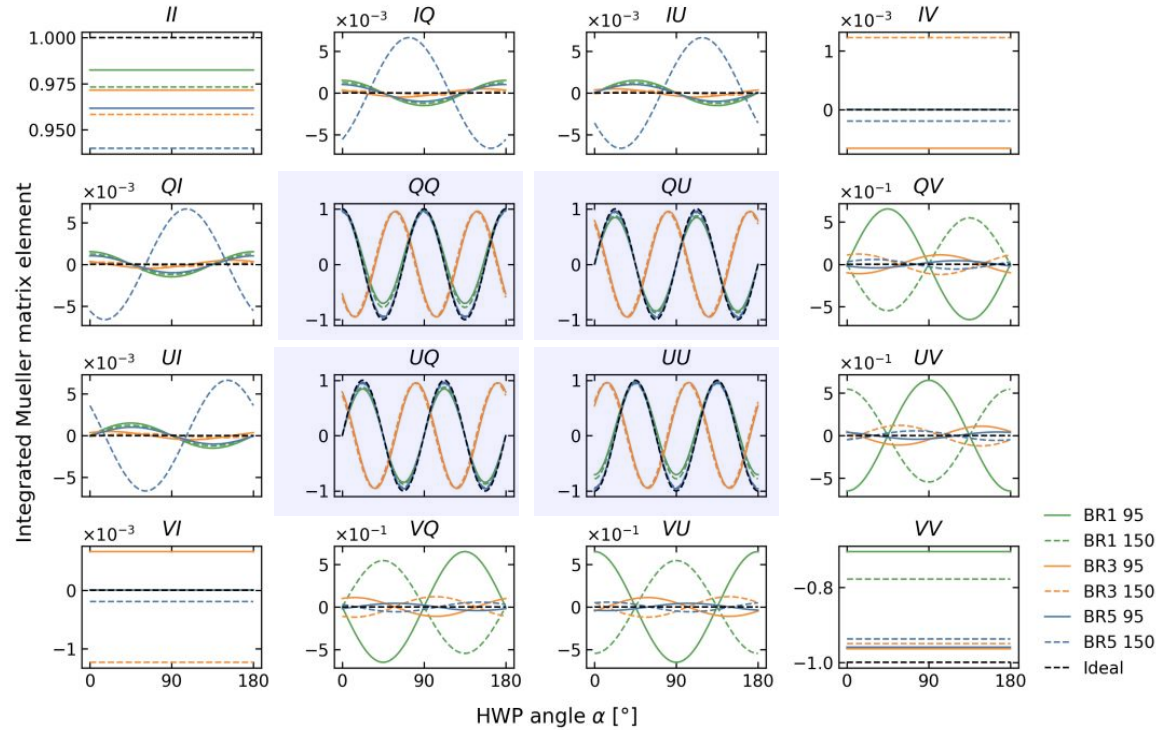 II
IQ
IU
IV
1.000
0.975
0.950
×10⁻³
5
0
−5
×10⁻³
5
0
−5
×10⁻³
1
0
QI
QQ
QU
QV
×10⁻³
5
0
−5
1
0
−1
1
0
−1
×10⁻¹
5
0
−5
UI
UQ
UU
UV
×10⁻³
5
0
−5
1
0
−1
1
0
−1
×10⁻¹
5
0
−5
VI
VQ
VU
VV
×10⁻³
0
−1
×10⁻¹
5
0
−5
×10⁻¹
5
0
−5
−0.8
−1.0
0 90 180
0 90 180
0 90 180
0 90 180
Integrated Mueller matrix element
HWP angle α [°]
BR1 95
BR1 150
BR3 95
BR3 150
BR5 95
BR5 150
Ideal